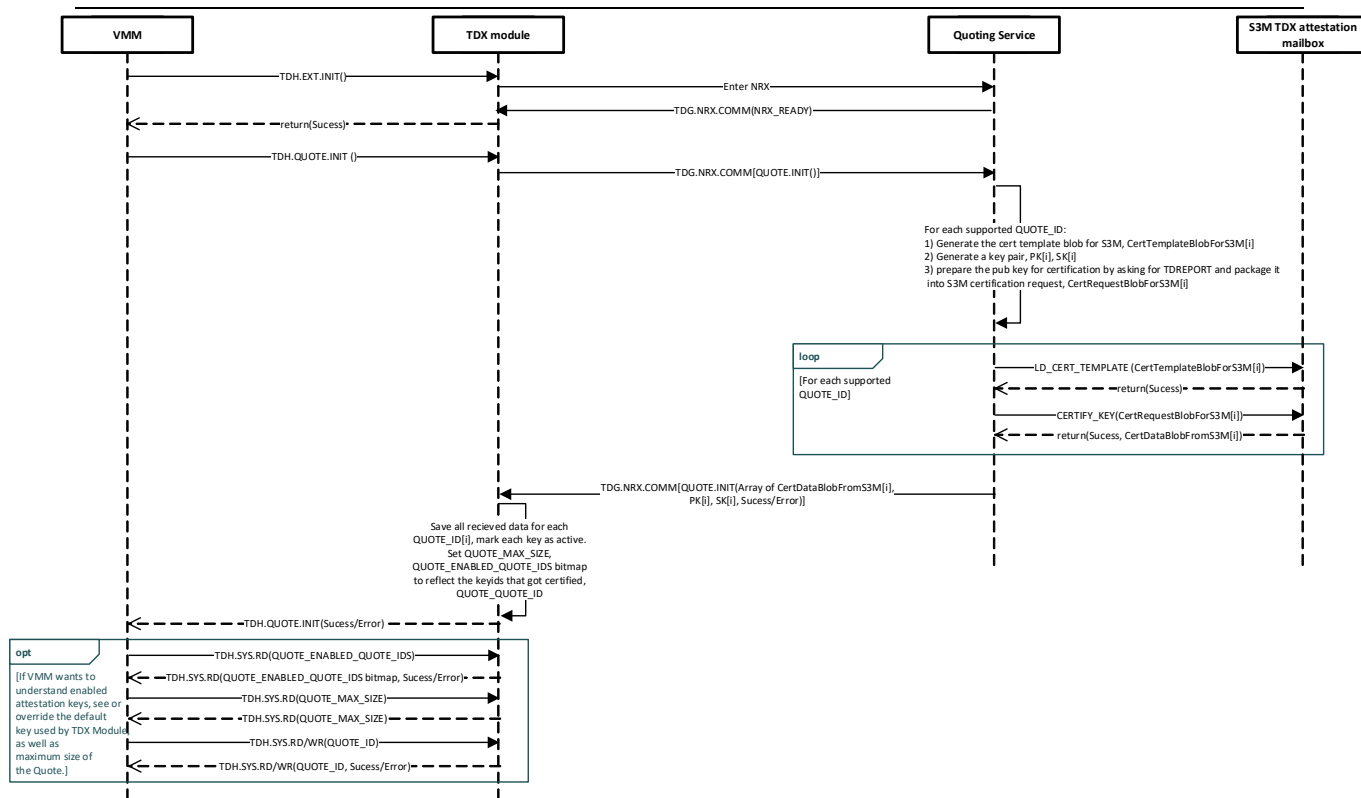 VMM
TDX module
Quoting Service
S3M TDX attestation
mailbox
TDH.EXT.INIT()
Enter NRX
TDG.NRX.COMM(NRX_READY)
return(Sucess)
TDH.QUOTE.INIT ()
TDG.NRX.COMM[QUOTE.INIT()]
For each supported QUOTE_ID:
1) Generate the cert template blob for S3M, CertTemplateBlobForS3M[i]
2) Generate a key pair, PK[i], SK[i]
3) prepare the pub key for certification by asking for TDREPORT and package it
into S3M certification request, CertRequestBlobForS3M[i]
loop
[For each supported
QUOTE_ID]
LD_CERT_TEMPLATE (CertTemplateBlobForS3M[i])
return(Sucess)
CERTIFY_KEY(CertRequestBlobForS3M[i])
return(Sucess, CertDataBlobFromS3M[i])
TDG.NRX.COMM[QUOTE.INIT(Array of CertDataBlobFromS3M[i],
PK[i], SK[i], Sucess/Error)]
Save all recieved data for each
QUOTE_ID[i], mark each key as active.
Set QUOTE_MAX_SIZE,
QUOTE_ENABLED_QUOTE_IDS bitmap
to reflect the keyids that got certified,
QUOTE_QUOTE_ID
TDH.QUOTE.INIT(Sucess/Error)
opt
[If VMM wants to
understand enabled
attestation keys, see or
override the default
key used by TDX Module,
as well as
maximum size of
the Quote.]
TDH.SYS.RD(QUOTE_ENABLED_QUOTE_IDS)
TDH.SYS.RD(QUOTE_ENABLED_QUOTE_IDS bitmap, Sucess/Error)
TDH.SYS.RD(QUOTE_MAX_SIZE)
TDH.SYS.RD(QUOTE_MAX_SIZE)
TDH.SYS.RD/WR(QUOTE_ID)
TDH.SYS.RD/WR(QUOTE_ID, Sucess/Error)